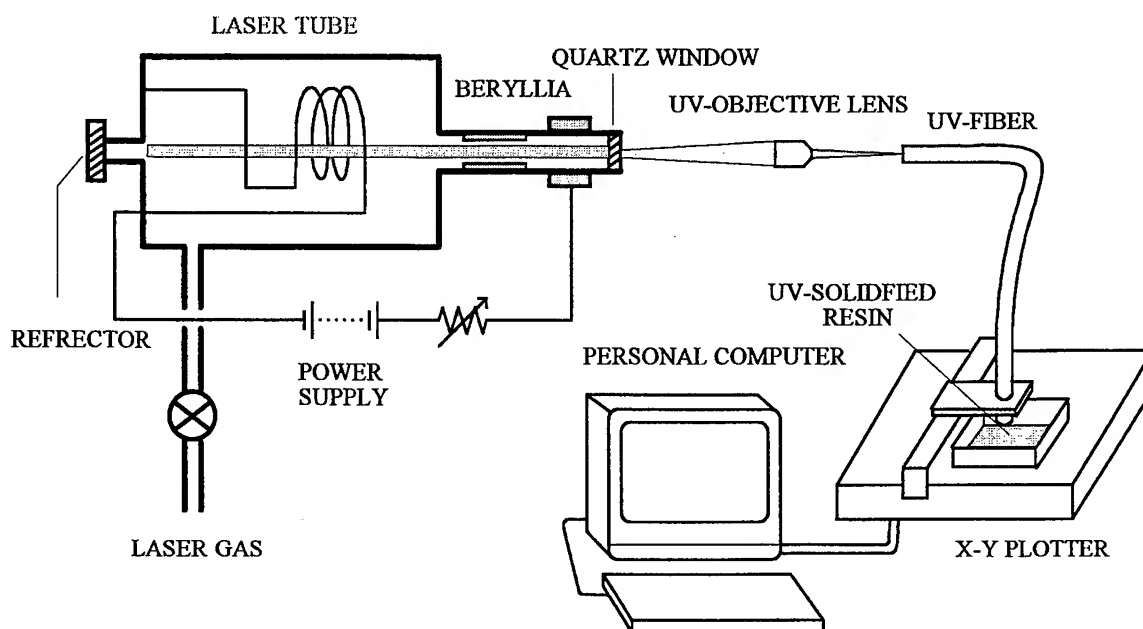 LASER TUBE
QUARTZ WINDOW
BERYLLIA
UV-OBJECTIVE LENS
UV-FIBER
REFRECTOR
POWER
SUPPLY
LASER GAS
UV-SOLIDFIED
RESIN
PERSONAL COMPUTER
X-Y PLOTTER